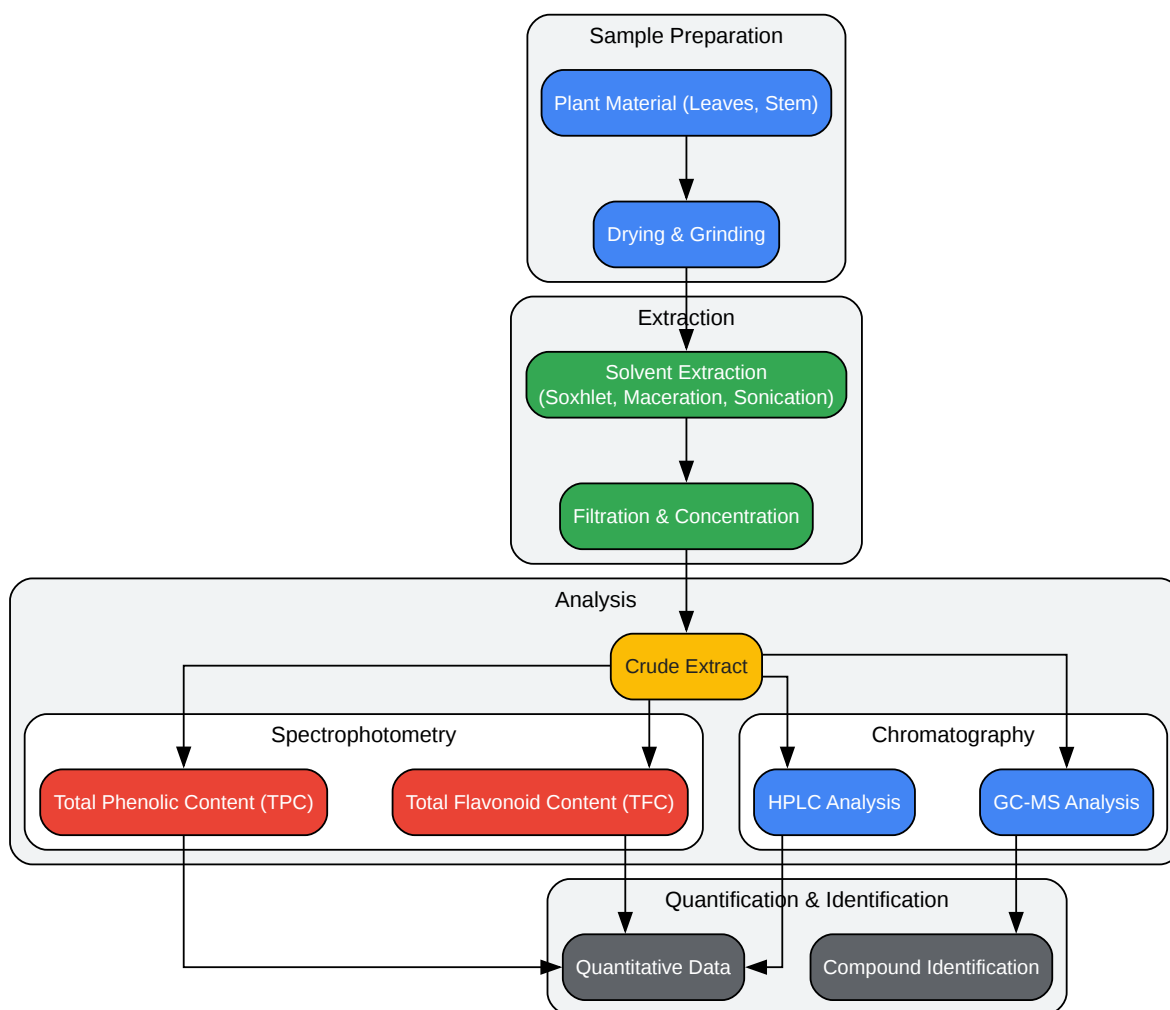 Sample Preparation
Plant Material (Leaves, Stem)
Drying & Grinding
Extraction
Solvent Extraction
(Soxhlet, Maceration, Sonication)
Filtration & Concentration
Analysis
Crude Extract
Spectrophotometry
Chromatography
Total Phenolic Content (TPC)
Total Flavonoid Content (TFC)
HPLC Analysis
GC-MS Analysis
Quantification & Identification
Quantitative Data
Compound Identification